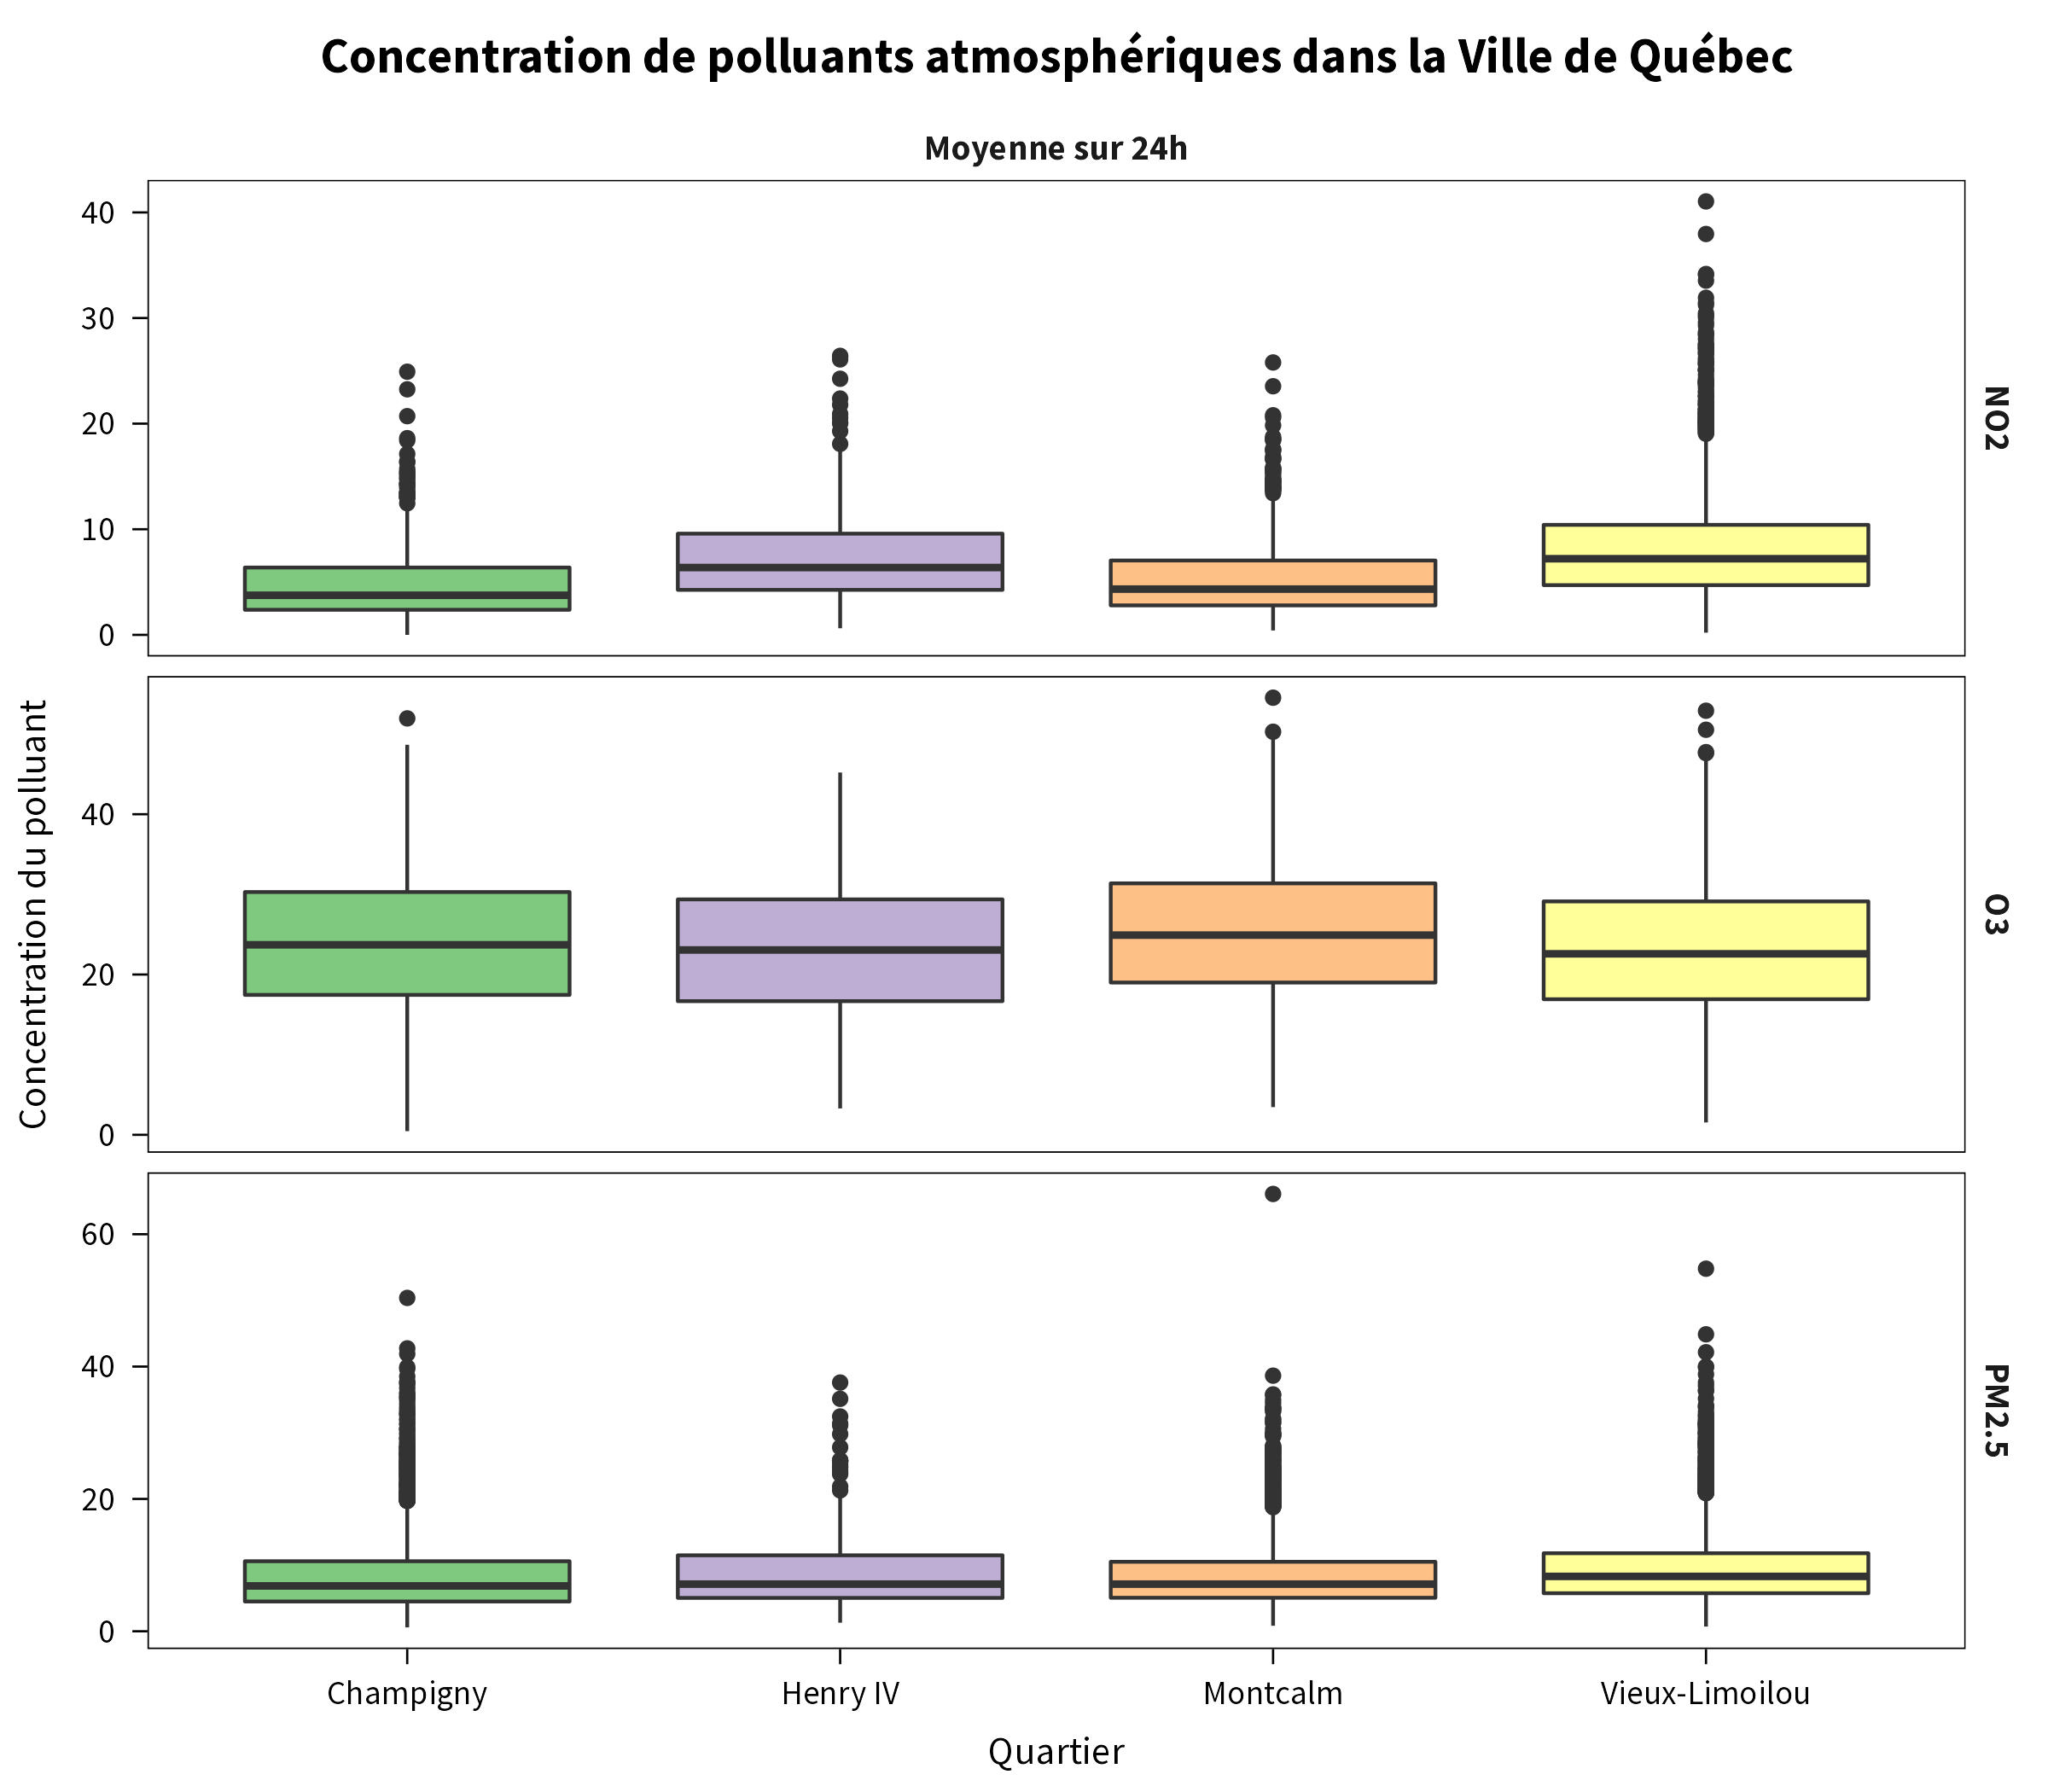 Concentration de polluants atmosphériques dans la Ville de Québec
Moyenne sur 24h
40
30
20
10
0
NO2
Concentration du polluant
40
20
0
O3
60
40
20
0
PM2.5
Champigny
Henry IV
Montcalm
Vieux-Limoilou
Quartier